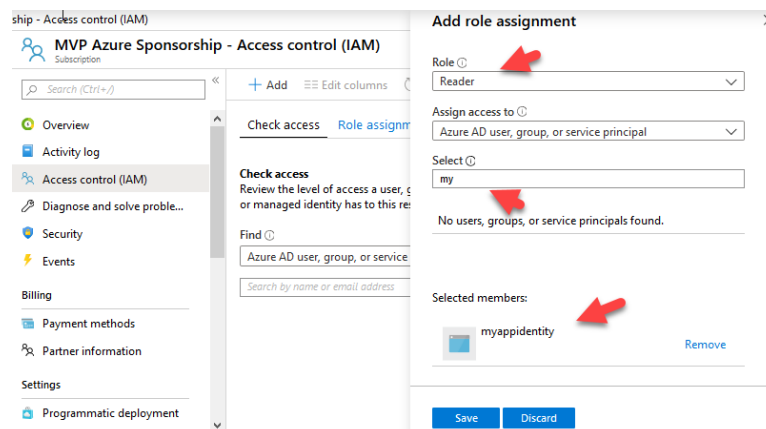 ship - Access control (IAM)
MVP Azure Sponsorship - Access control (IAM)
Subscription
Search (Ctrl+/)
«
Overview
Activity log
Access control (IAM)
Diagnose and solve proble...
Security
Events
Billing
Payment methods
Partner information
Settings
Programmatic deployment
Add
Edit columns
Check access
Role assignm
Check access
Review the level of access a user, g
or managed identity has to this re
Find
Azure AD user, group, or service
Search by name or email address
Add role assignment
Role
Reader
Assign access to
Azure AD user, group, or service principal
Select
my
No users, groups, or service principals found.
Selected members:
myappidentity
Remove
Save
Discard